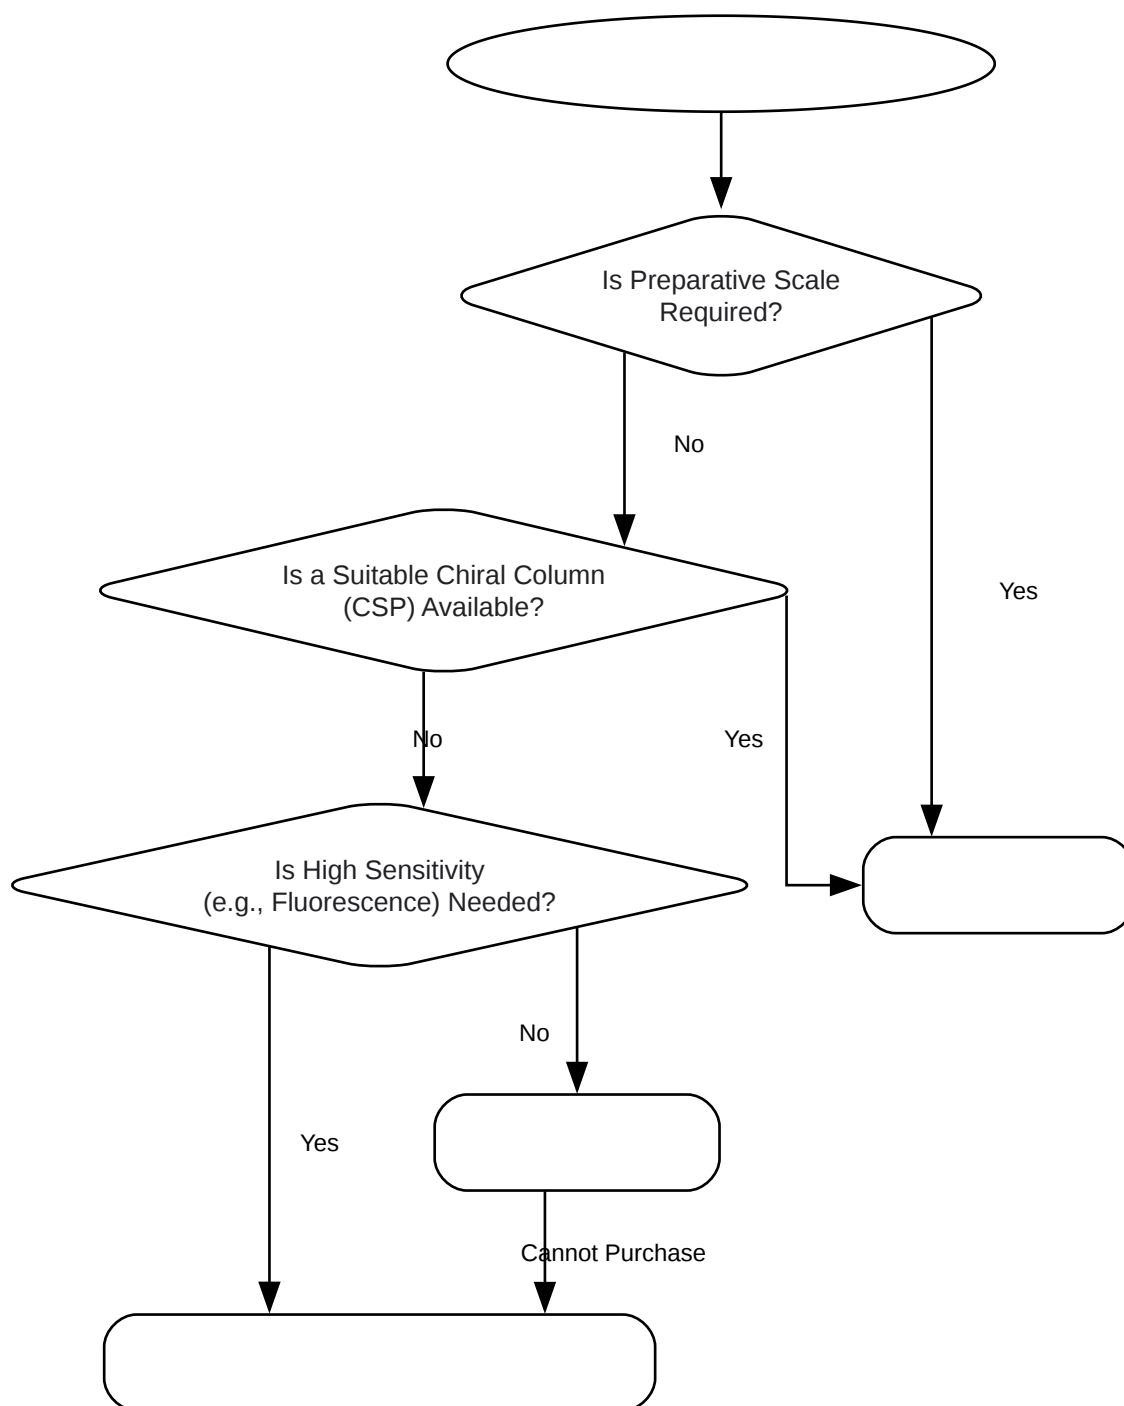 Is Preparative Scale
Required?
No
Is a Suitable Chiral Column
(CSP) Available?
Yes
No
Yes
Is High Sensitivity
(e.g., Fluorescence) Needed?
No
Yes
Cannot Purchase